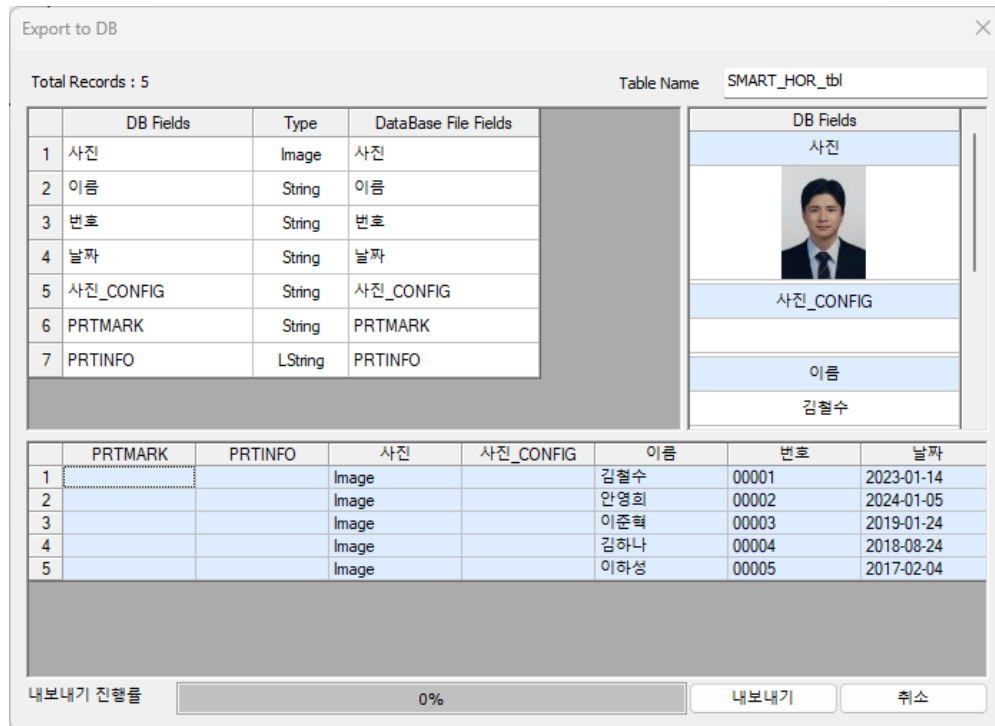 Export to DB
Total Records : 5
Table Name SMART_HOR_tbl
DB Fields Type DataBase File Fields
1 사진 Image 사진
2 이름 String 이름
3 번호 String 번호
4 날짜 String 날짜
5 사진_CONFIG String 사진_CONFIG
6 PRTMARK String PRTMARK
7 PRTINFO LString PRTINFO
DB Fields
사진
사진_CONFIG
이름
김철수
PRTMARK PRTINFO 사진 사진_CONFIG 이름 번호 날짜
1 Image 김철수 00001 2023-01-14
2 Image 안영희 00002 2024-01-05
3 Image 이준혁 00003 2019-01-24
4 Image 김하나 00004 2018-08-24
5 Image 이하성 00005 2017-02-04
내보내기 진행률 0% 내보내기 취소